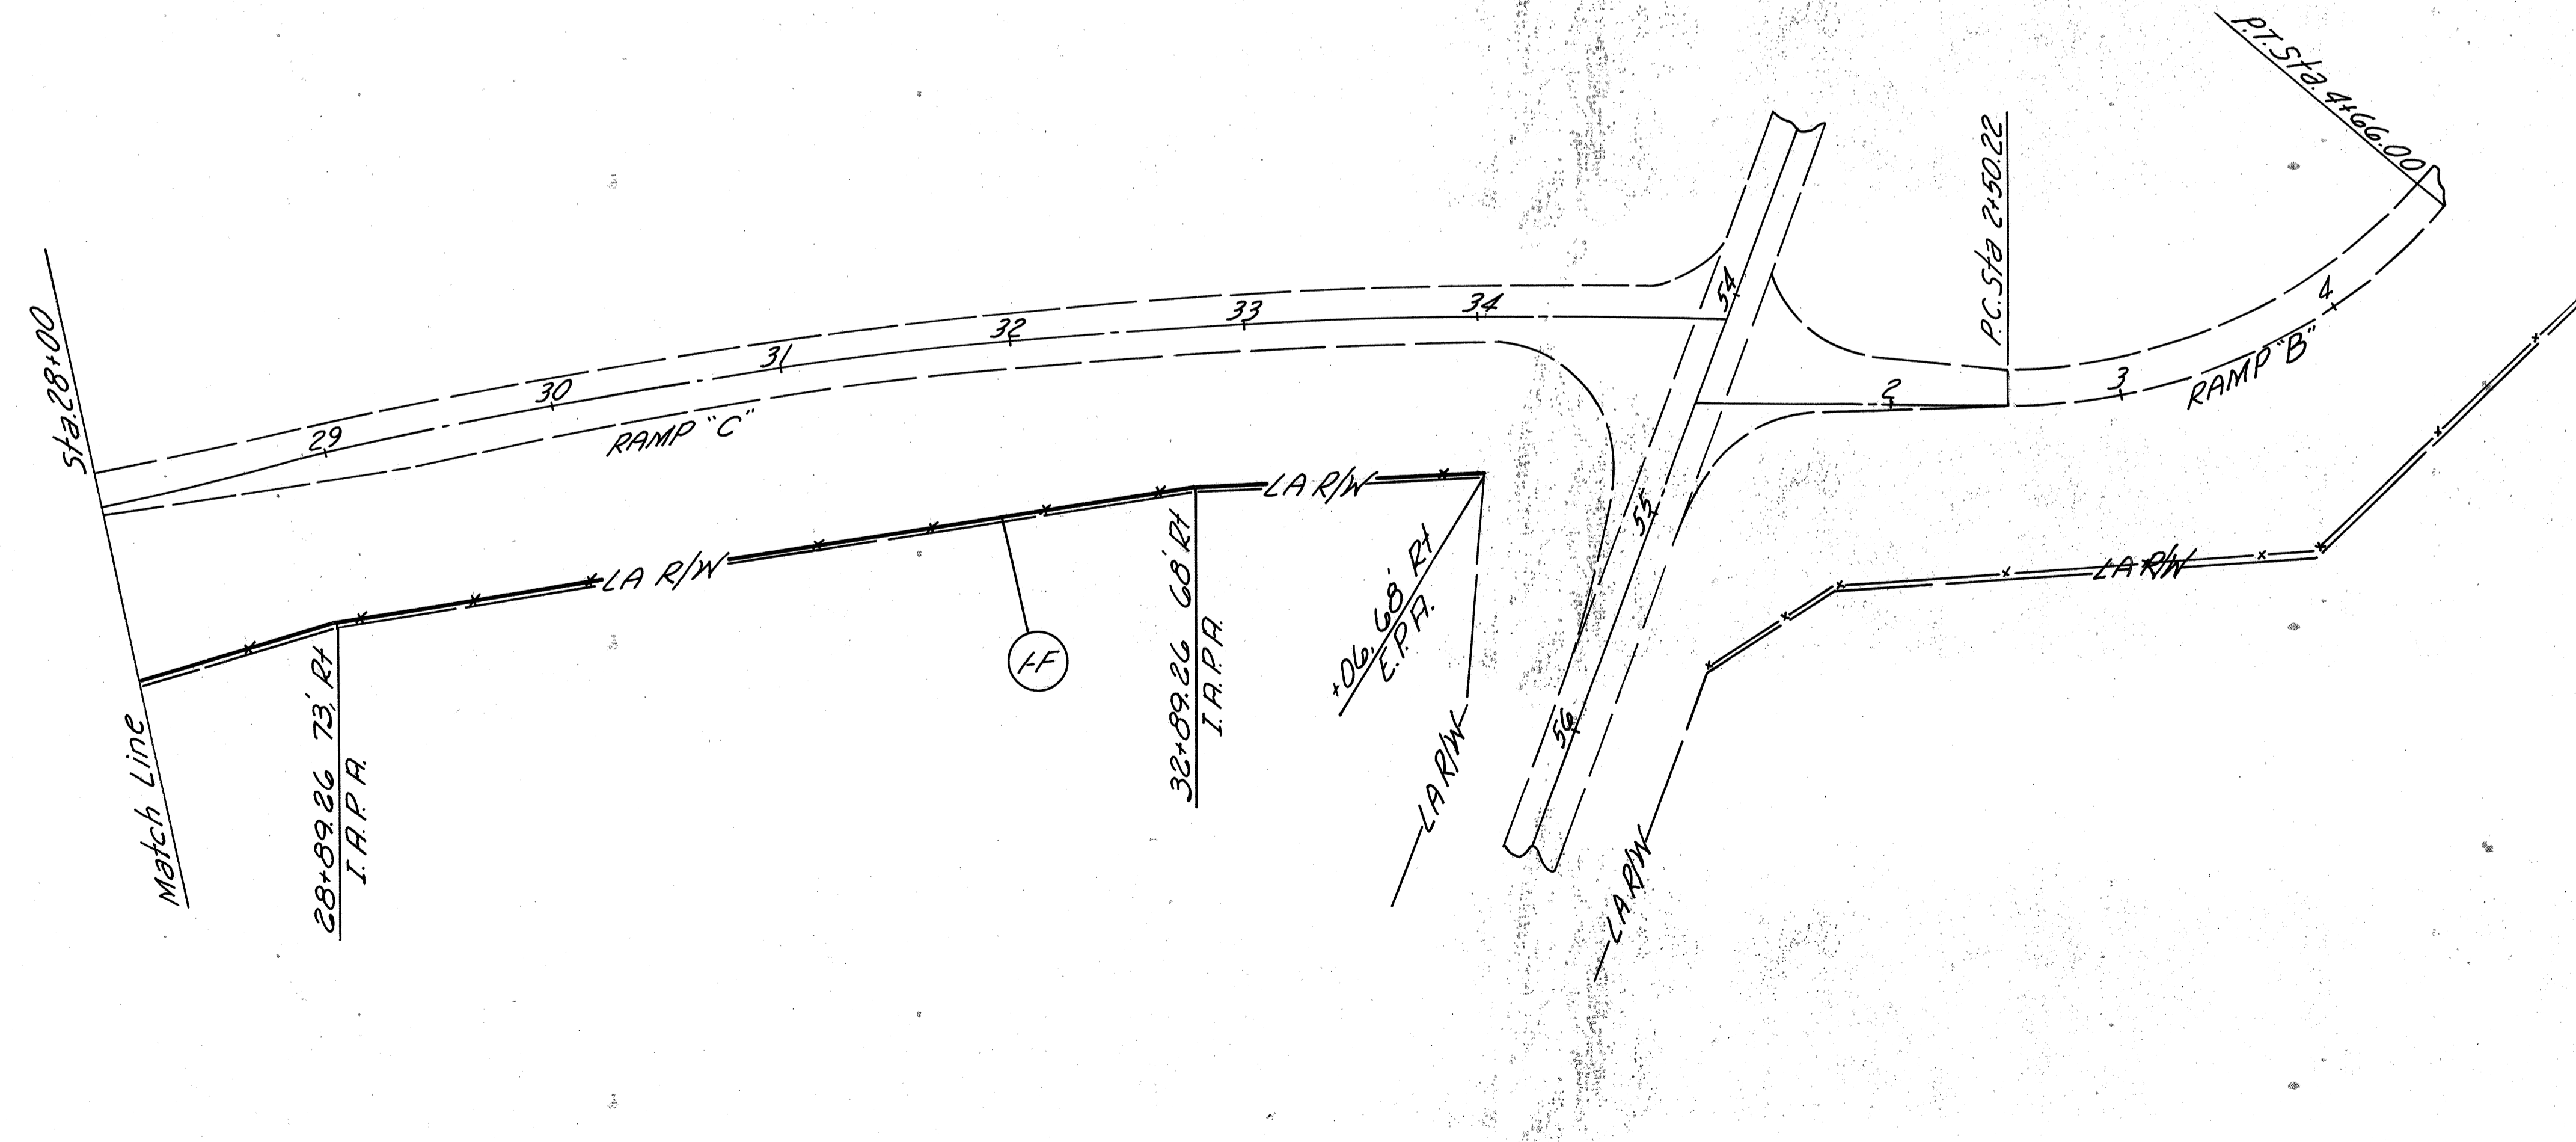 P.T. Sta. 4+66.00
P.C. Sta 2+50.22
Sta. 28+00
Match Line
29
30
31
32
33
34
RAMP "C"
54
55
56
2
3
4
RAMP "B"
LA R/W
LA R/W
LA R/W
LA R/W
LA R/W
28+89.26 73' Rt
I.A.P.A.
1-F
32+89.26 68' Rt
I.A.P.A.
+06, 68' Rt
E.P.A.